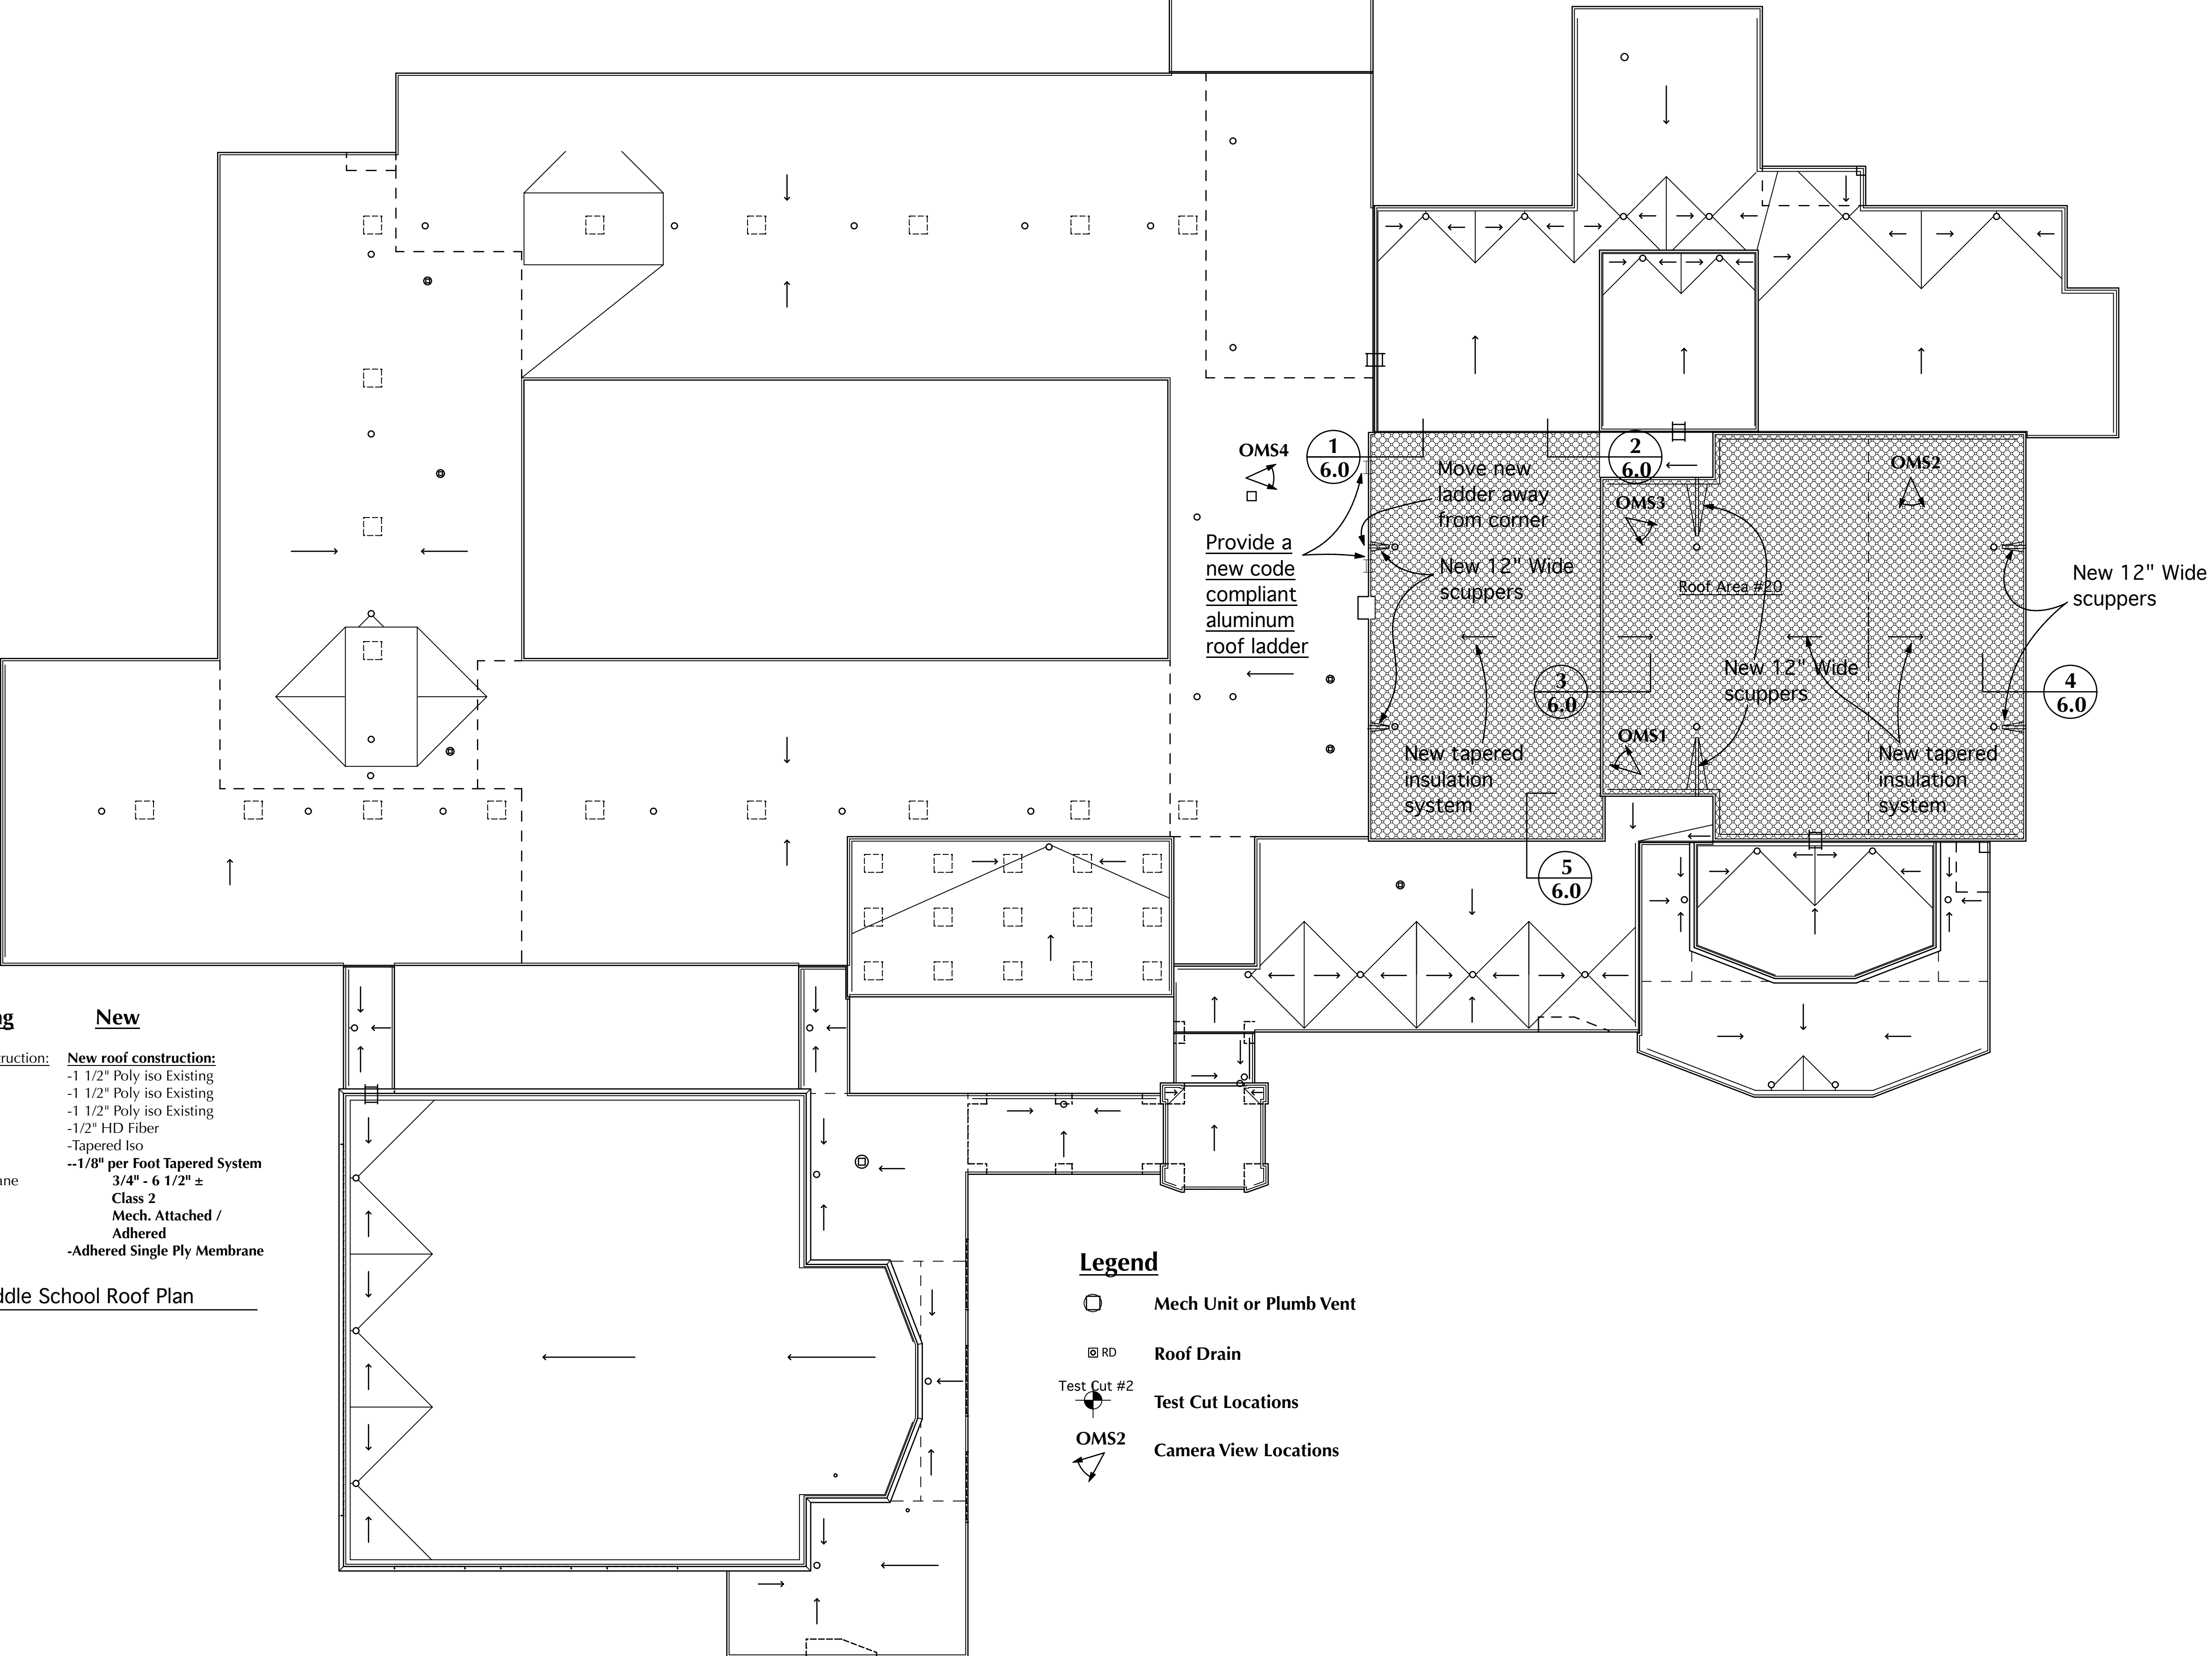 OMS4
1
6.0
2
6.0
Move new
ladder away
from corner
OMS3
OMS2
Provide a
new code
compliant
aluminum
roof ladder
New 12" Wide
scuppers
Roof Area #20
New 12" Wide
scuppers
New 12" Wide
scuppers
3
6.0
4
6.0
OMS1
New tapered
insulation
system
New tapered
insulation
system
5
6.0
g
New
ruction:
New roof construction:
-1 1/2" Poly iso Existing
-1 1/2" Poly iso Existing
-1 1/2" Poly iso Existing
-1/2" HD Fiber
-Tapered Iso
--1/8" per Foot Tapered System
ane
3/4" - 6 1/2" ±
Class 2
Mech. Attached /
Adhered
-Adhered Single Ply Membrane
ddle School Roof Plan
Legend
Mech Unit or Plumb Vent
RD
Roof Drain
Test Cut #2
Test Cut Locations
OMS2
Camera View Locations